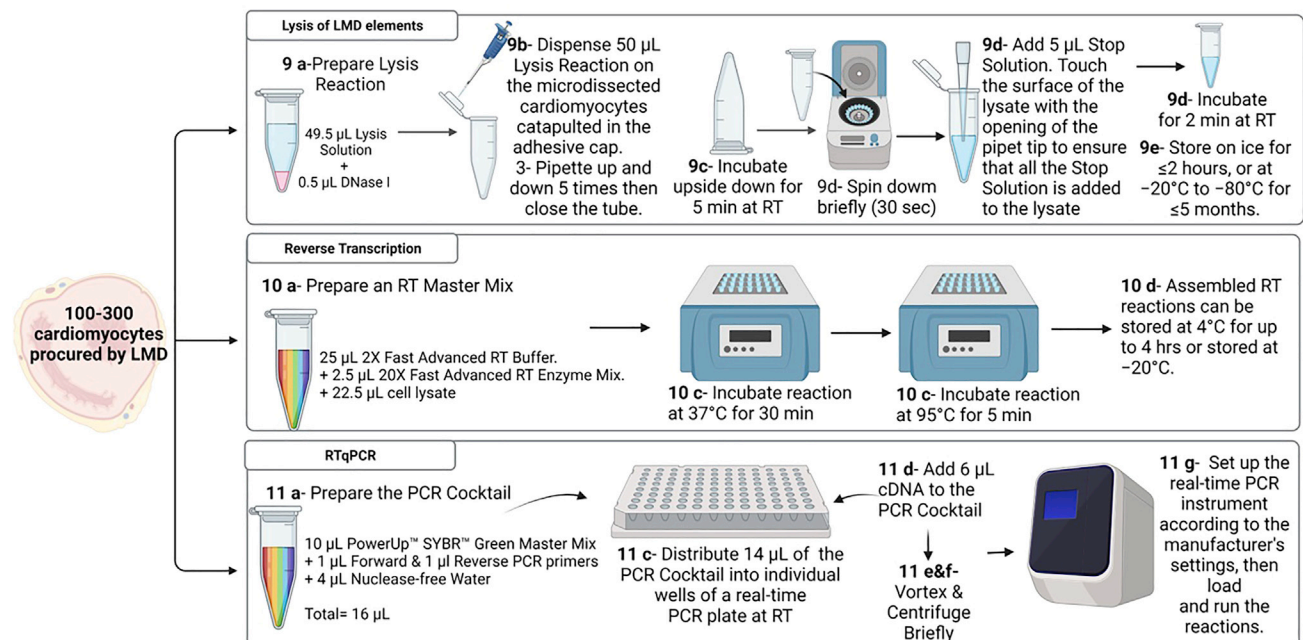 Lysis of LMD elements
9 a-Prepare Lysis
Reaction
49.5 µL Lysis
Solution
+
0.5 µL DNase I
9b- Dispense 50 µL
Lysis Reaction on
the microdissected
cardiomyocytes
catapulted in the
adhesive cap.
3- Pipette up and
down 5 times then
close the tube.
9c- Incubate
upside down for
5 min at RT
9d- Spin down
briefly (30 sec)
9d- Add 5 µL Stop
Solution. Touch
the surface of the
lysate with the
opening of the
pipet tip to ensure
that all the Stop
Solution is added
to the lysate
9d- Incubate
for 2 min at RT
9e- Store on ice for
≤2 hours, or at
−20°C to −80°C for
≤5 months.
100-300
cardiomyocytes
procured by LMD
Reverse Transcription
10 a- Prepare an RT Master Mix
25 µL 2X Fast Advanced RT Buffer.
+ 2.5 µL 20X Fast Advanced RT Enzyme Mix.
+ 22.5 µL cell lysate
10 c- Incubate reaction
at 37°C for 30 min
10 c- Incubate reaction
at 95°C for 5 min
10 d- Assembled RT
reactions can be
stored at 4°C for up
to 4 hrs or stored at
−20°C.
RTqPCR
11 a- Prepare the PCR Cocktail
10 µL PowerUp™ SYBR™ Green Master Mix
+ 1 µL Forward & 1 µl Reverse PCR primers
+ 4 µL Nuclease-free Water
Total= 16 µL
11 c- Distribute 14 µL of the
PCR Cocktail into individual
wells of a real-time
PCR plate at RT
11 d- Add 6 µL
cDNA to the
PCR Cocktail
11 e&f-
Vortex &
Centrifuge
Briefly
11 g- Set up the
real-time PCR
instrument
according to the
manufacturer's
settings, then
load
and run the
reactions.